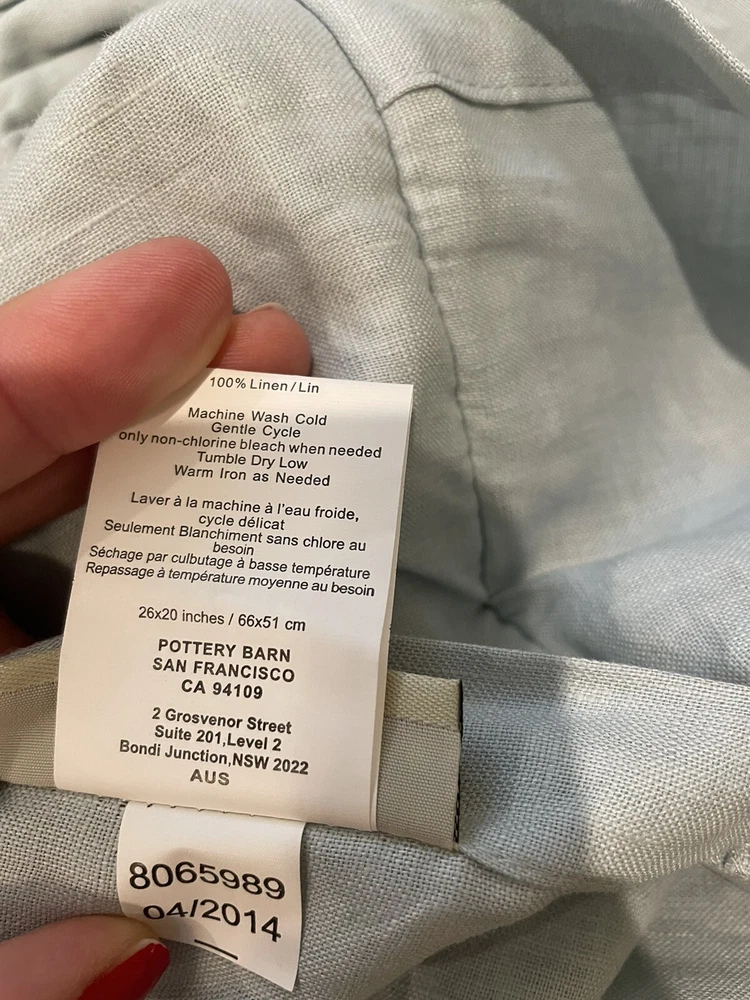 100% Linen/Lin
Machine Wash Cold
Gentle Cycle
only non-chlorine bleach when needed
Tumble Dry Low
Warm Iron as Needed
Laver à la machine à l'eau froide,
cycle délicat
Seulement Blanchiment sans chlore au
besoin
Séchage par culbutage à basse température
Repassage à température moyenne au besoin
26x20 inches / 66x51 cm
POTTERY BARN
SAN FRANCISCO
CA 94109
2 Grosvenor Street
Suite 201,Level 2
Bondi Junction,NSW 2022
AUS
8065989
04/2014